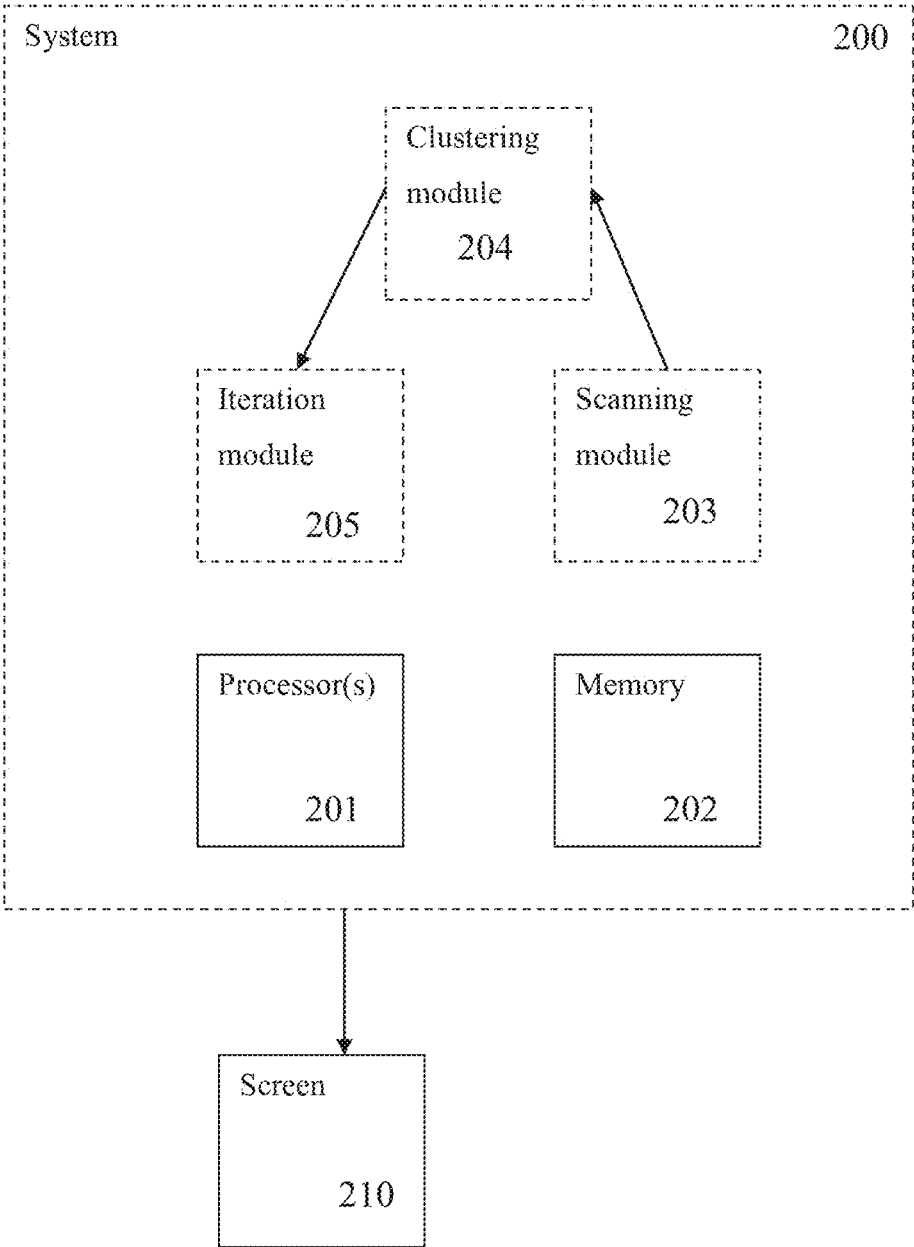 System
200
Clustering
module
204
Iteration
module
205
Scanning
module
203
Processor(s)
201
Memory
202
Screen
210